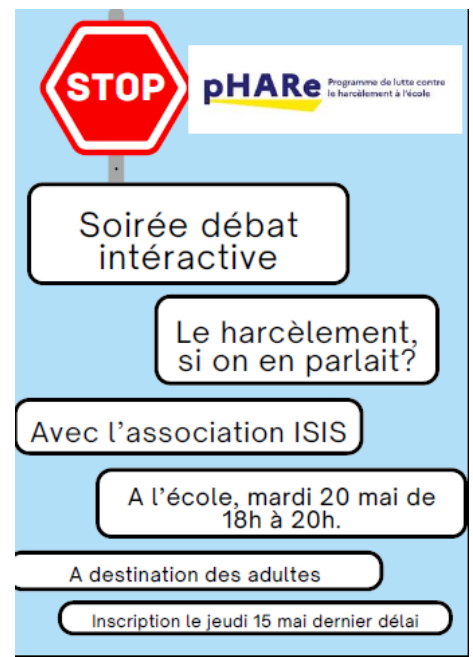 STOP
pHARe
Programme de lutte contre
le harcèlement à l'école
Soirée débat
intéractive
Le harcèlement,
si on en parlait?
Avec l'association ISIS
A l'école, mardi 20 mai de
18h à 20h.
A destination des adultes
Inscription le jeudi 15 mai dernier délai